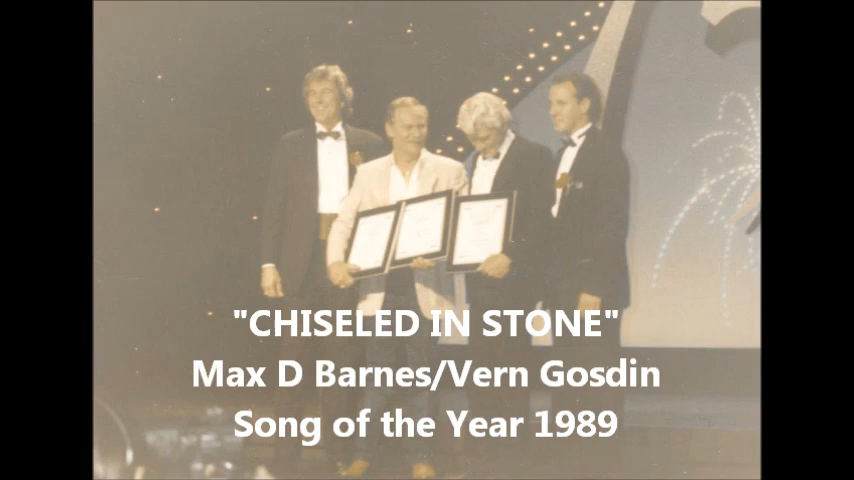 "CHISELED IN STONE"
Max D Barnes/Vern Gosdin
Song of the Year 1989